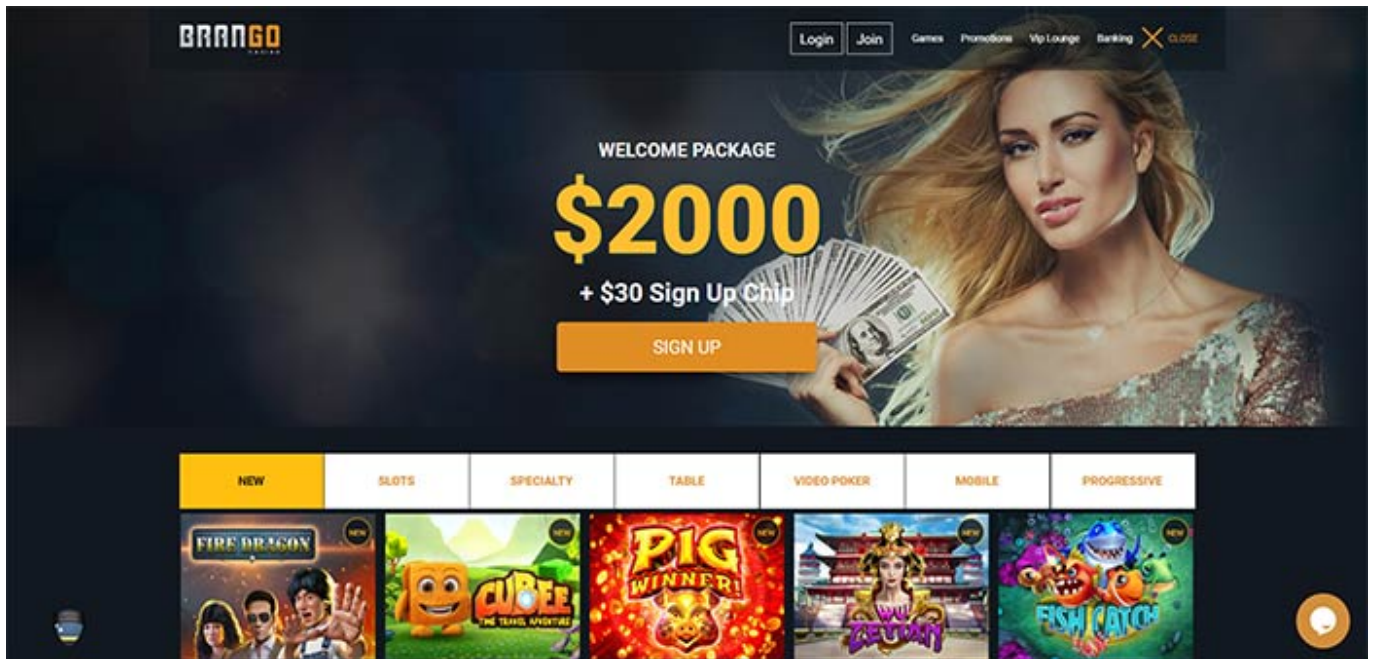 BRANGO
CASINO
Login Join Games Promotions Vip Lounge Banking CLOSE
WELCOME PACKAGE
$2000
+ $30 Sign Up Chip
SIGN UP
NEW SLOTS SPECIALTY TABLE VIDEO POKER MOBILE PROGRESSIVE
NEW NEW NEW NEW NEW
FIRE DRAGON
CUBEE
THE TRAVEL ADVENTURE
PIG
WINNER!
WU
ZETIAN
FISH CATCH